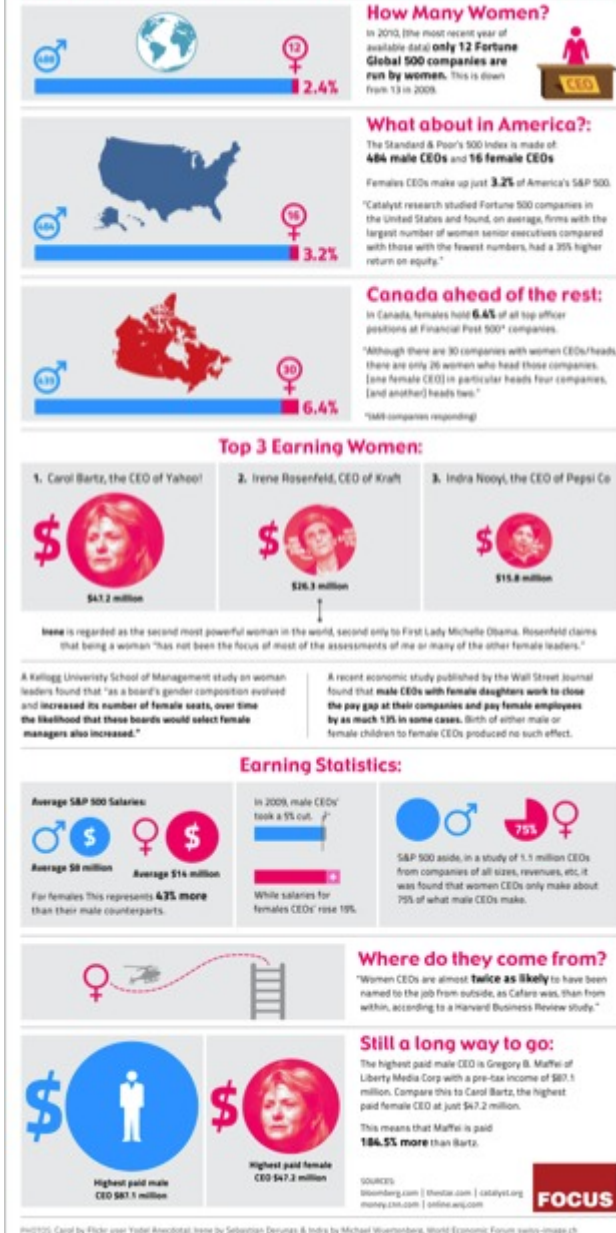 How Many Women?
In 2010, (the most recent year of
available data) only 12 Fortune
Global 500 companies are
run by women. This is down
from 13 in 2009.
488
12
2.4%
CEO
What about in America?:
The Standard & Poor's 500 Index is made of:
484 male CEOs and 16 female CEOs
Females CEOs make up just 3.2% of America's S&P 500.
"Catalyst research studied Fortune 500 companies in
the United States and found, on average, firms with the
largest number of women senior executives compared
with those with the fewest numbers, had a 35% higher
return on equity."
484
16
3.2%
Canada ahead of the rest:
In Canada, females hold 6.4% of all top officer
positions at Financial Post 500* companies.
"Although there are 30 companies with women CEOs/heads,
there are only 26 women who head those companies.
[one female CEO] in particular heads four companies,
[and another] heads two."
companies responding)
30
6.4%
Top 3 Earning Women:
1. Carol Bartz, the CEO of Yahoo!
2. Irene Rosenfeld, CEO of Kraft
3. Indra Nooyi, the CEO of Pepsi Co
$
$
$
$47.2 million
$26.3 million
$15.8 million
Irene is regarded as the second most powerful woman in the world, second only to First Lady Michelle Obama. Rosenfeld claims
that being a woman "has not been the focus of most of the assessments of me or many of the other female leaders."
A Kellogg Univeristy School of Management study on woman
leaders found that "as a board's gender composition evolved
and increased its number of female seats, over time
the likelihood that these boards would select female
managers also increased."
A recent economic study published by the Wall Street Journal
found that male CEOs with female daughters work to close
the pay gap at their companies and pay female employees
by as much 13% in some cases. Birth of either male or
female children to female CEOs produced no such effect.
Earning Statistics:
Average S&P 500 Salaries:
$
$
Average $8 million
Average $14 million
For females This represents 43% more
than their male counterparts.
In 2009, male CEOs'
took a 5% cut.
While salaries for
females CEOs' rose 19%.
75%
S&P 500 aside, in a study of 1.1 million CEOs
from companies of all sizes, revenues, etc, it
was found that women CEOs only make about
75% of what male CEOs make.
Where do they come from?
"Women CEOs are almost twice as likely to have been
named to the job from outside, as Cafaro was, than from
within, according to a Harvard Business Review study."
Still a long way to go:
The highest paid male CEO is Gregory B. Maffei of
Liberty Media Corp with a pre-tax income of $87.1
million. Compare this to Carol Bartz, the highest
paid female CEO at just $47.2 million.
This means that Maffei is paid
184.5% more than Bartz.
$
$
Highest paid male
CEO $87.1 million
Highest paid female
CEO $47.2 million
SOURCES:
bloomberg.com | thestar.com | catalyst.org
money.cnn.com | online.wsj.com
FOCUS
PHOTOS: Carol by Flickr user Yodel Anecdotal; Irene by Sebastian Derungs & Indra by Michael Wuertenberg, World Economic Forum swiss-image.ch